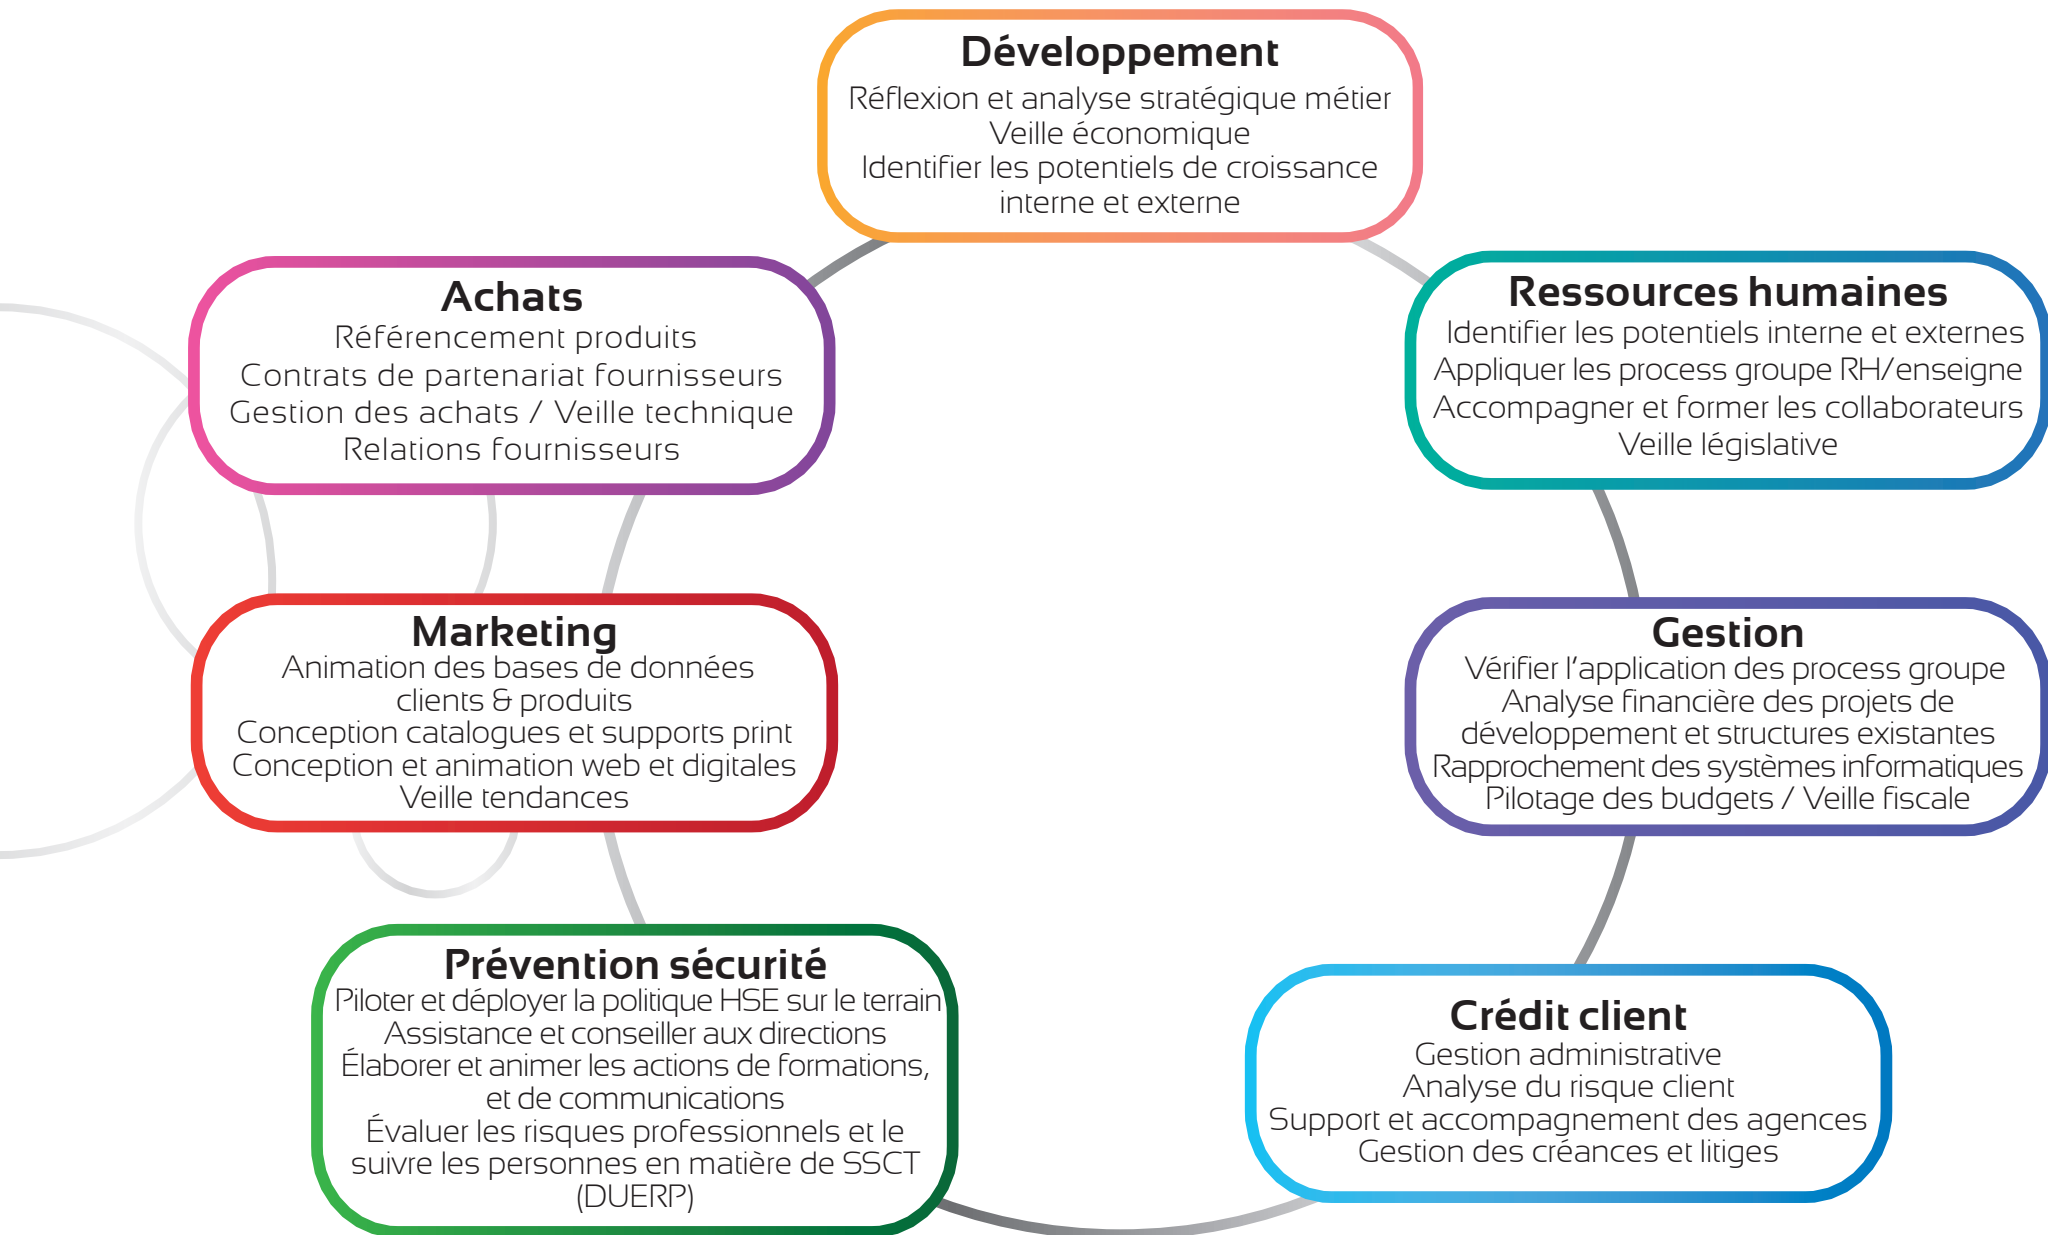 Développement
Réflexion et analyse stratégique métier
Veille économique
Identifier les potentiels de croissance
interne et externe
Achats
Référencement produits
Contrats de partenariat fournisseurs
Gestion des achats / Veille technique
Relations fournisseurs
Ressources humaines
Identifier les potentiels interne et externes
Appliquer les process groupe RH/enseigne
Accompagner et former les collaborateurs
Veille législative
Marketing
Animation des bases de données
clients & produits
Conception catalogues et supports print
Conception et animation web et digitales
Veille tendances
Gestion
Vérifier l'application des process groupe
Analyse financière des projets de
développement et structures existantes
Rapprochement des systèmes informatiques
Pilotage des budgets / Veille fiscale
Prévention sécurité
Piloter et déployer la politique HSE sur le terrain
Assistance et conseiller aux directions
Élaborer et animer les actions de formations,
et de communications
Évaluer les risques professionnels et le
suivre les personnes en matière de SSCT
(DUERP)
Crédit client
Gestion administrative
Analyse du risque client
Support et accompagnement des agences
Gestion des créances et litiges